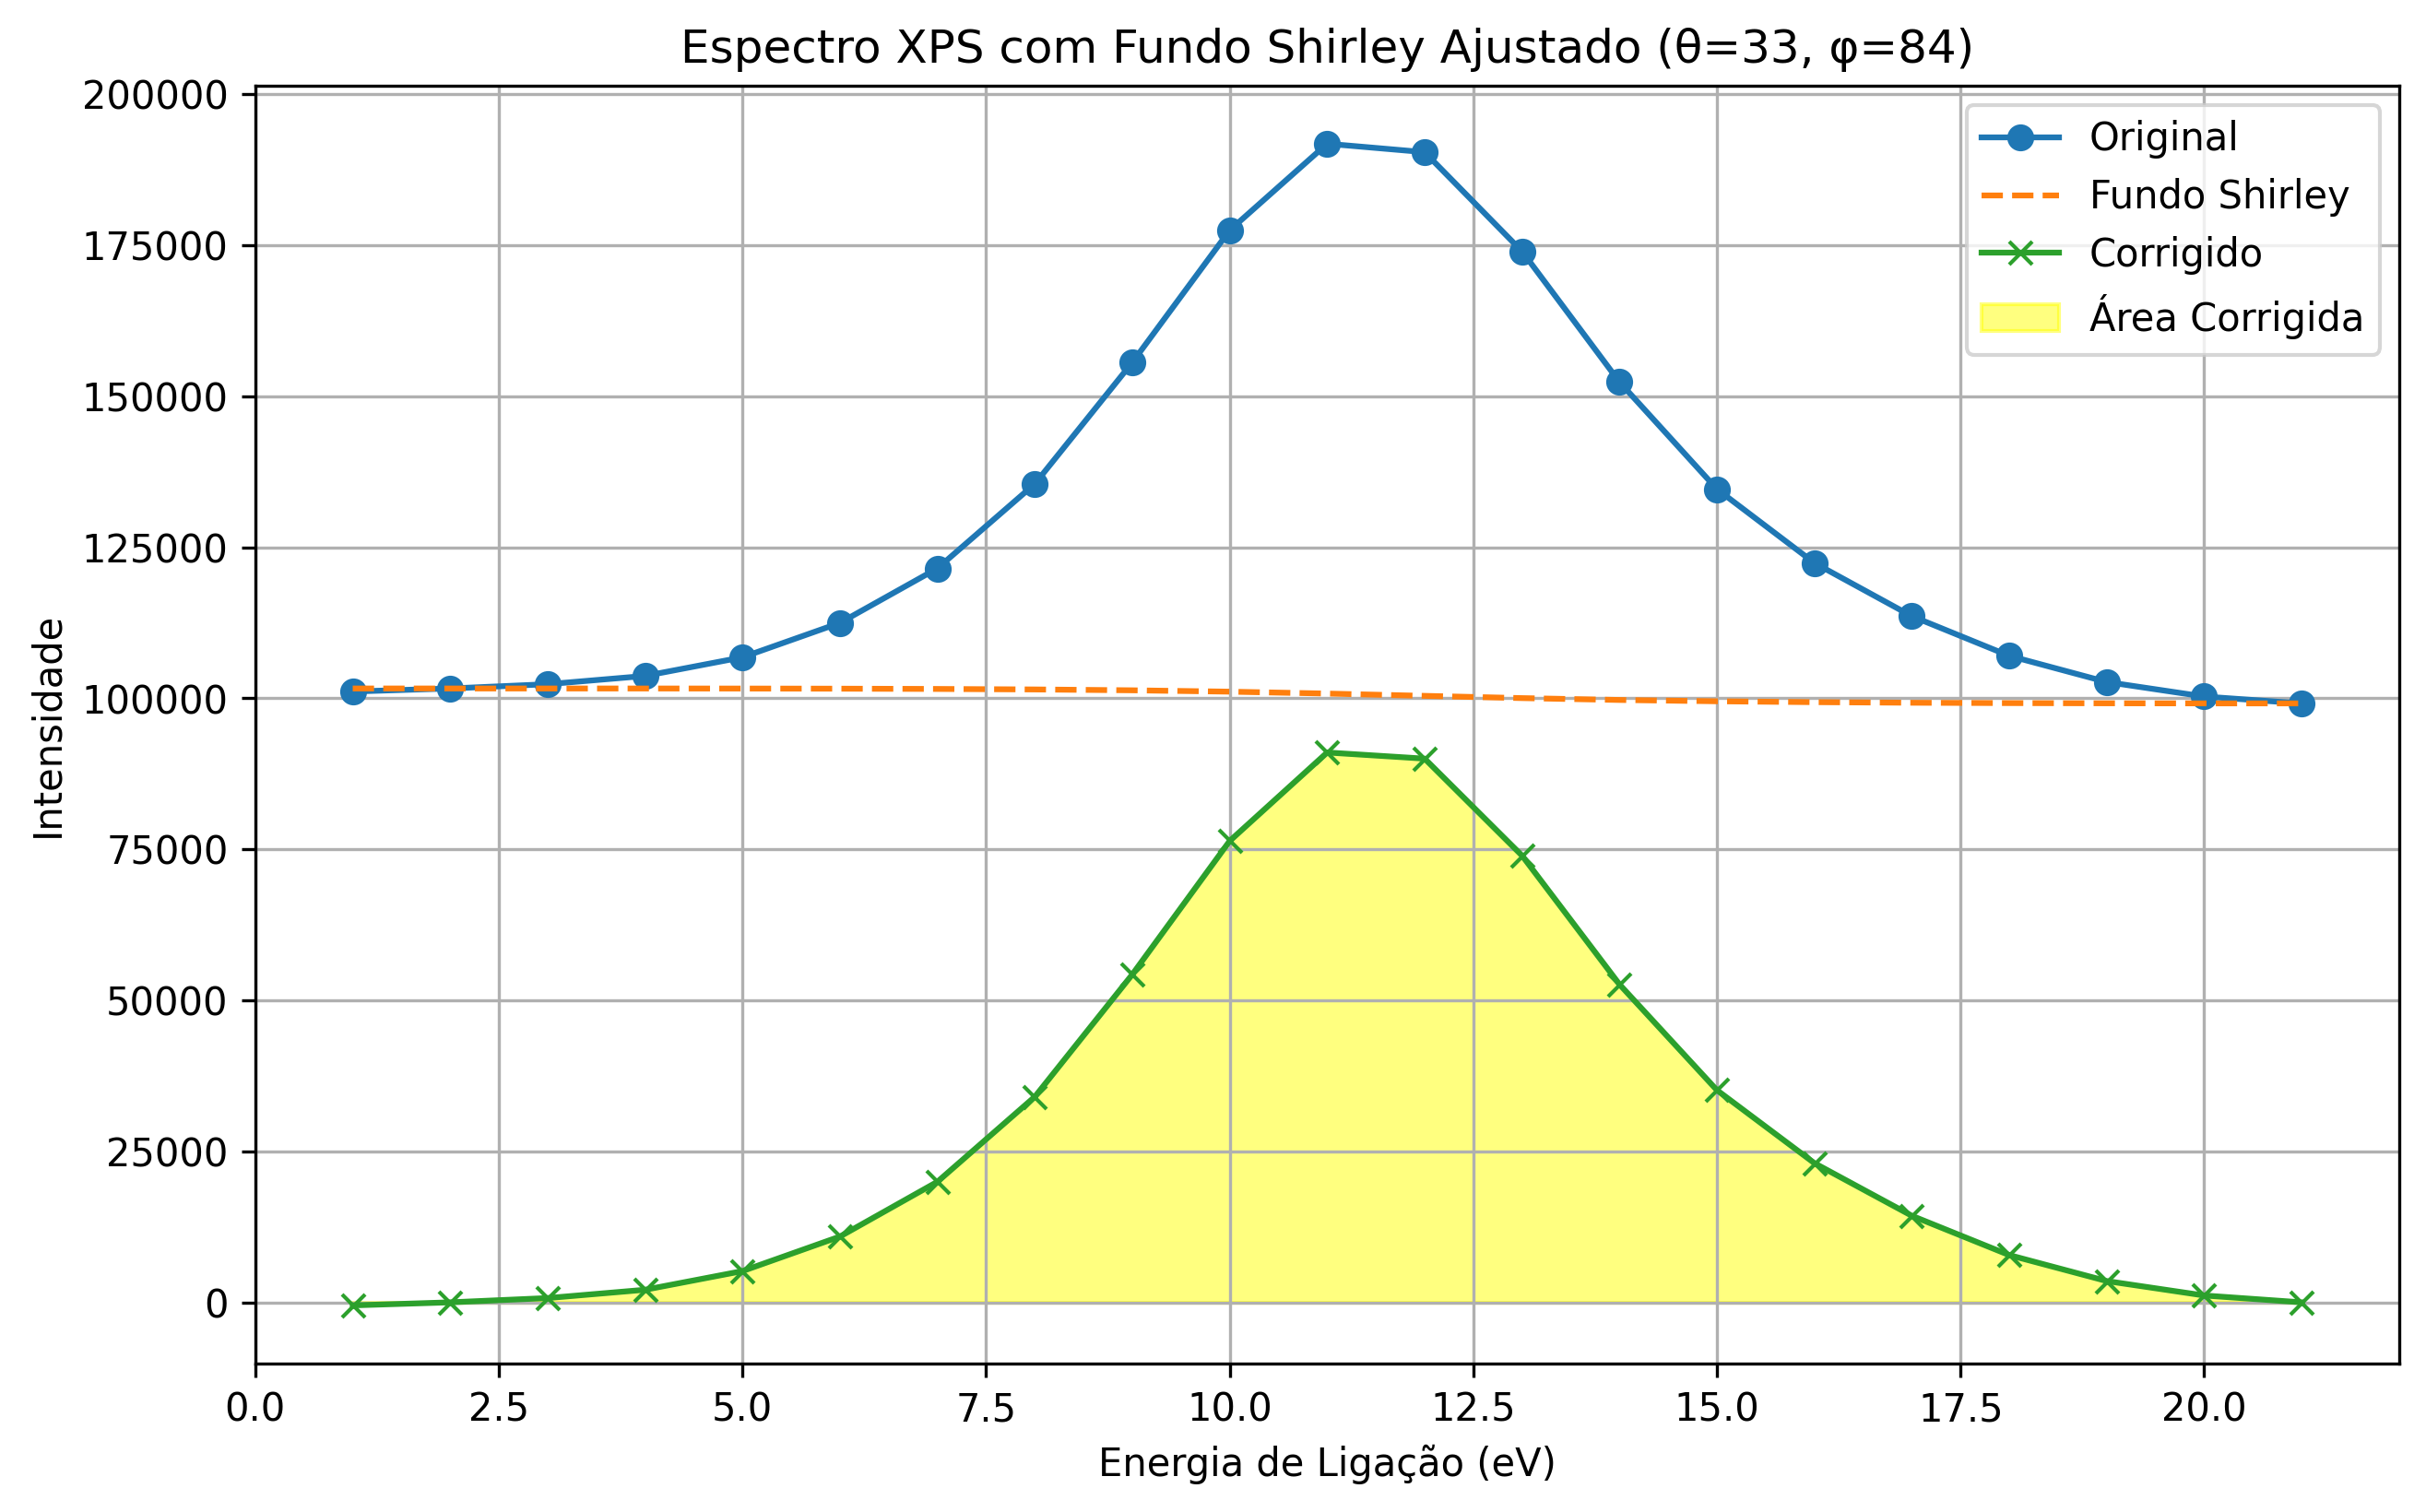 Espectro XPS com Fundo Shirley Ajustado (θ=33, φ=84)
200000
175000
150000
125000
100000
75000
50000
25000
0
Intensidade
Original
Fundo Shirley
Corrigido
Área Corrigida
0.0 2.5 5.0 7.5 10.0 12.5 15.0 17.5 20.0
Energia de Ligação (eV)